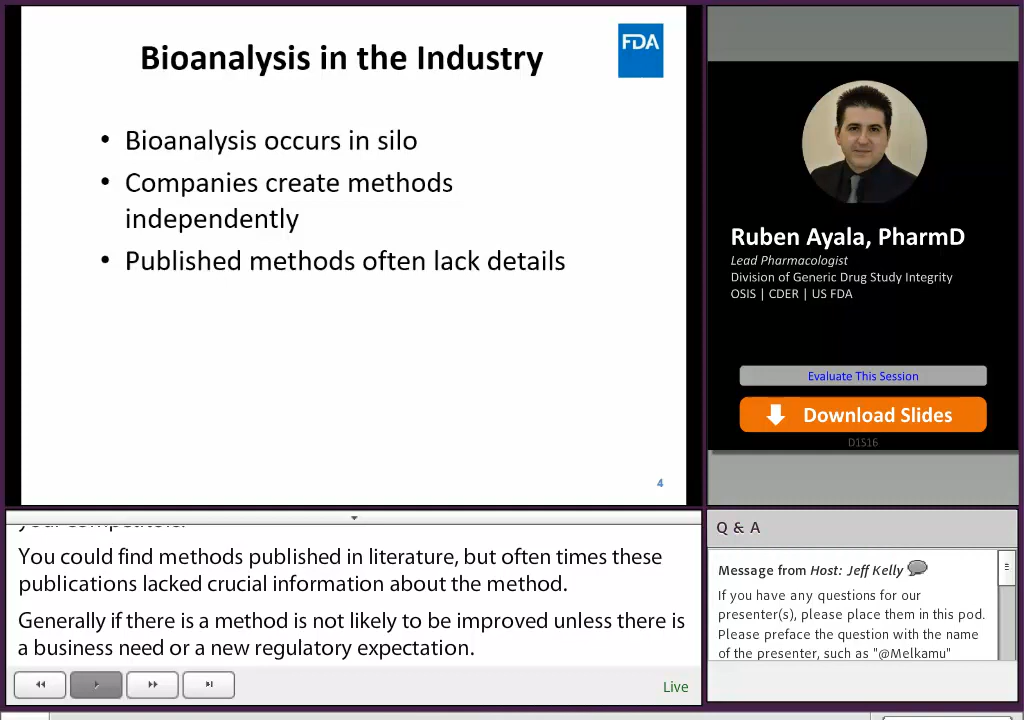 Bioanalysis in the Industry
FDA
• Bioanalysis occurs in silo
• Companies create methods
independently
• Published methods often lack details
4
Ruben Ayala, PharmD
Lead Pharmacologist
Division of Generic Drug Study Integrity
OSIS | CDER | US FDA
Evaluate This Session
Download Slides
D1S16
You could find methods published in literature, but often times these
publications lacked crucial information about the method.
Generally if there is a method is not likely to be improved unless there is
a business need or a new regulatory expectation.
Live
Q & A
Message from Host: Jeff Kelly
If you have any questions for our
presenter(s), please place them in this pod.
Please preface the question with the name
of the presenter, such as "@Melkamu"